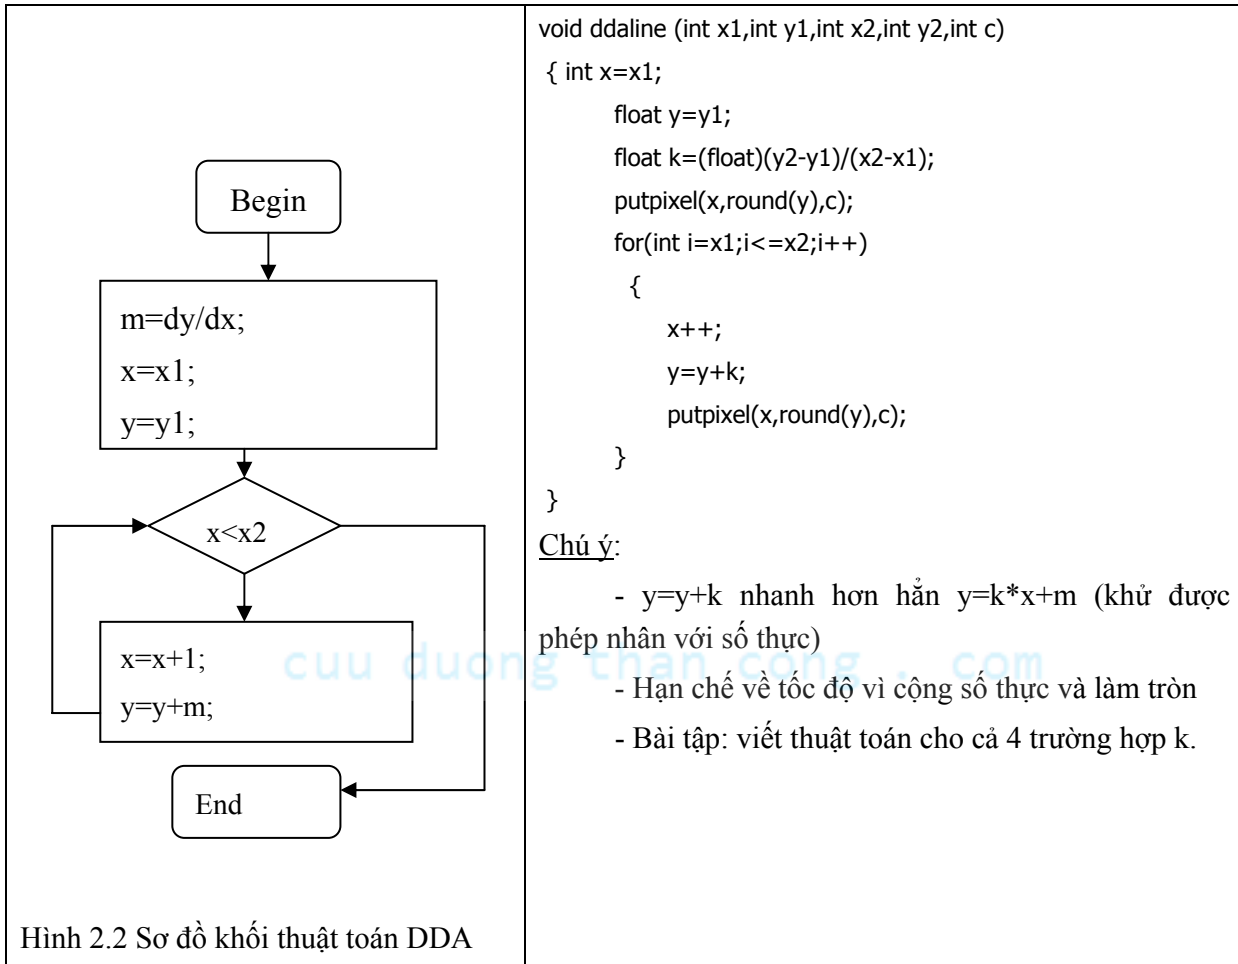 Begin
m=dy/dx;
x=x1;
y=y1;
x<x2
x=x+1;
y=y+m;
End
Hình 2.2 Sơ đồ khối thuật toán DDA
void ddaline (int x1,int y1,int x2,int y2,int c)
{ int x=x1;
float y=y1;
float k=(float)(y2-y1)/(x2-x1);
putpixel(x,round(y),c);
for(int i=x1;i<=x2;i++)
{
x++;
y=y+k;
putpixel(x,round(y),c);
}
}
Chú ý:
- y=y+k nhanh hơn hẳn y=k*x+m (khử được
phép nhân với số thực)
- Hạn chế về tốc độ vì cộng số thực và làm tròn
- Bài tập: viết thuật toán cho cả 4 trường hợp k.
cuu duong than cong . com